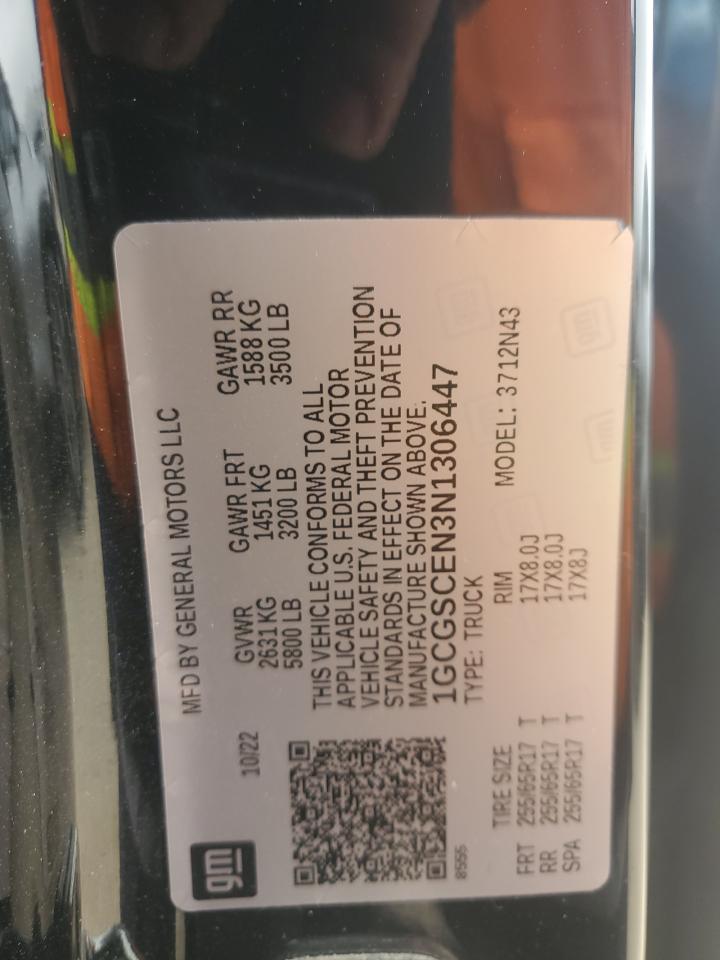 gm
MFD BY GENERAL MOTORS LLC
10/22
GVWR GAWR FRT GAWR RR
2631 KG 1451 KG 1588 KG
5800 LB 3200 LB 3500 LB
THIS VEHICLE CONFORMS TO ALL
APPLICABLE U.S. FEDERAL MOTOR
VEHICLE SAFETY AND THEFT PREVENTION
STANDARDS IN EFFECT ON THE DATE OF
MANUFACTURE SHOWN ABOVE.
1GCGSCEN3N1306447
8555
TYPE: TRUCK
TIRE SIZE RIM MODEL: 3712N43
FRT 255/65R17 T 17X8.0J
RR 255/65R17 T 17X8.0J
SPA 255/65R17 T 17X8J